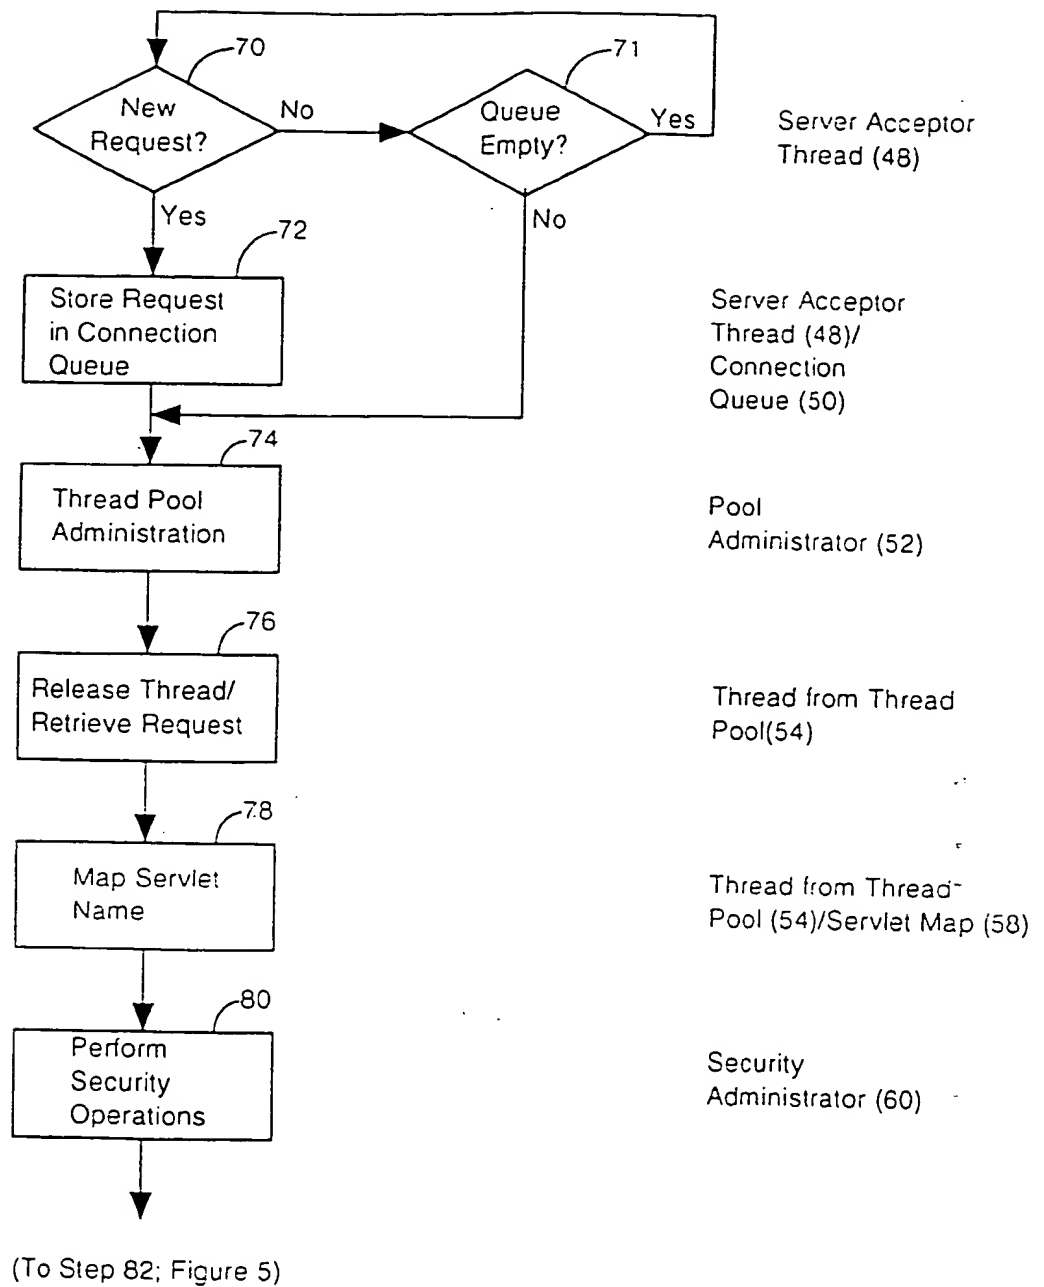 70
71
New
Request?
No
Queue
Empty?
Yes
Server Acceptor
Thread (48)
Yes
No
72
Store Request
in Connection
Queue
Server Acceptor
Thread (48)/
Connection
Queue (50)
74
Thread Pool
Administration
Pool
Administrator (52)
76
Release Thread/
Retrieve Request
Thread from Thread
Pool(54)
78
Map Servlet
Name
Thread from Thread
Pool (54)/Servlet Map (58)
80
Perform
Security
Operations
Security
Administrator (60)
(To Step 82; Figure 5)